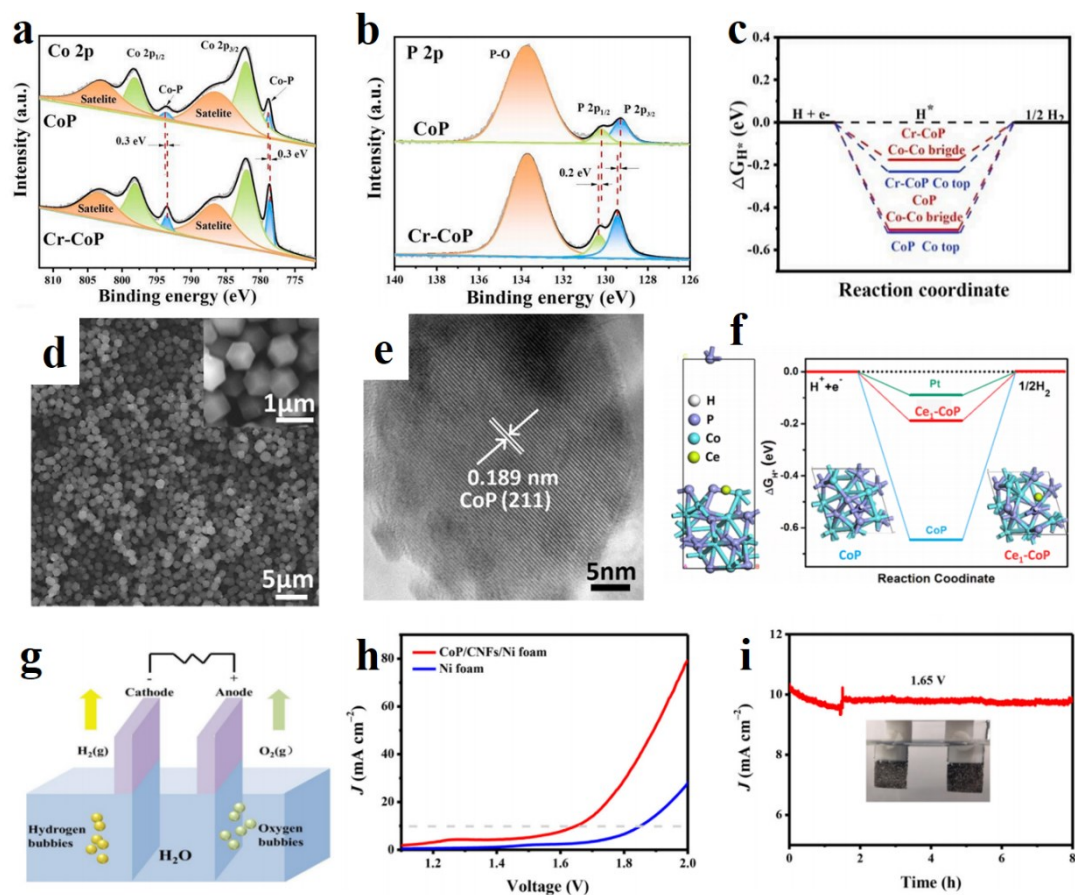 a
Co 2p
Co 2p1/2
Co 2p3/2
Co-P
Co-P
Satelite
Satelite
CoP
0.3 eV
0.3 eV
Satelite
Satelite
Cr-CoP
Intensity (a.u.)
810 805 800 795 790 785 780 775
Binding energy (eV)
b
P 2p
P-O
P 2p1/2
P 2p3/2
CoP
0.2 eV
Cr-CoP
Intensity (a.u.)
140 138 136 134 132 130 128 126
Binding energy (eV)
c
0.4
0.2
0.0
-0.2
-0.4
-0.6
ΔGH* (eV)
H + e-
H*
1/2 H2
Cr-CoP
Co-Co brigde
Cr-CoP Co top
CoP
Co-Co brigde
CoP Co top
Reaction coordinate
d
1μm
5μm
e
0.189 nm
CoP (211)
5nm
f
H
P
Co
Ce
0.0
-0.2
-0.4
-0.6
ΔGH* (eV)
H++e-
1/2H2
Pt
Ce1-CoP
CoP
CoP
Ce1-CoP
Reaction Coodinate
g
-
+
Cathode
Anode
H2(g)
O2(g)
Hydrogen
bubbies
H2O
Oxygen
bubbies
h
CoP/CNFs/Ni foam
Ni foam
80
60
40
20
0
J (mA cm−2)
1.2 1.4 1.6 1.8 2.0
Voltage (V)
i
12
10
8
6
4
J (mA cm−2)
1.65 V
0 2 4 6 8
Time (h)